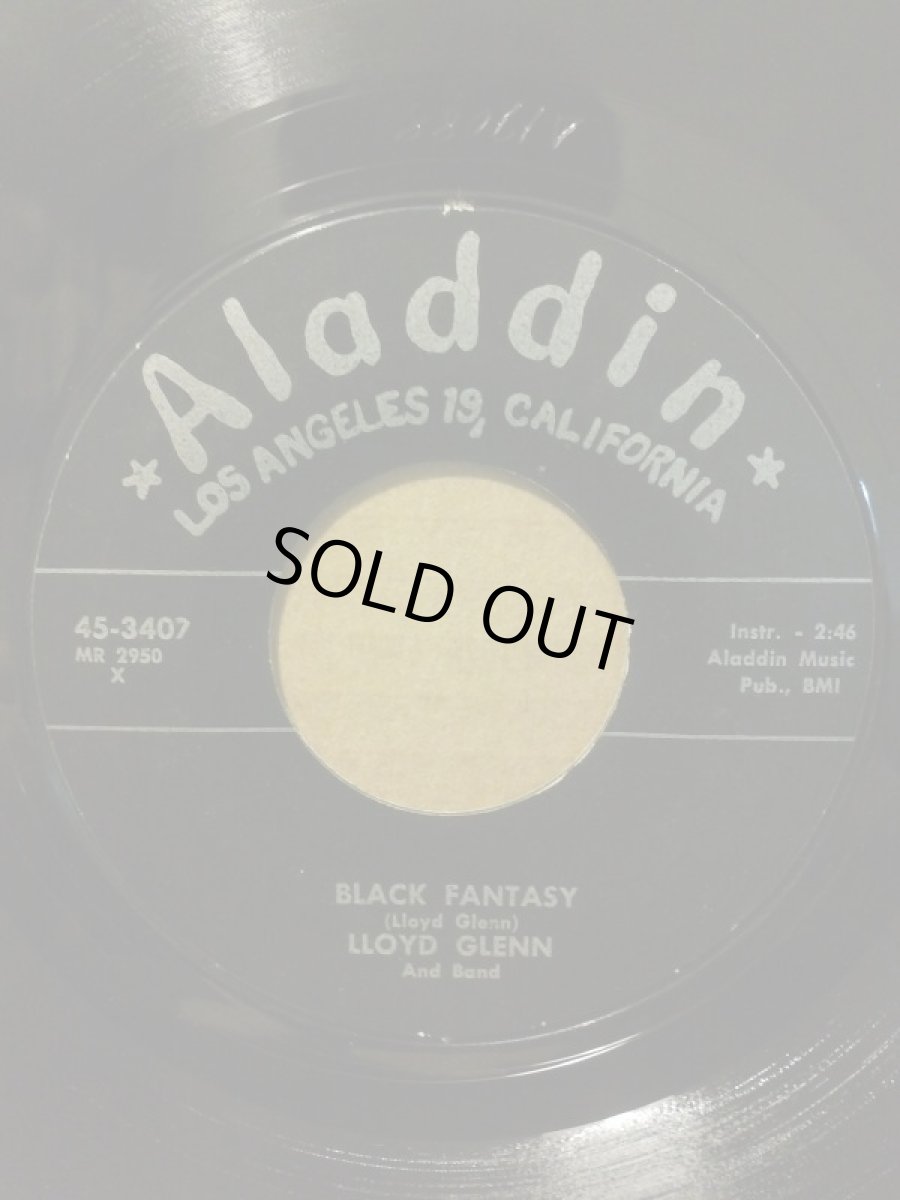 Aladdin
LOS ANGELES 19, CALIFORNIA
SOLD OUT
45-3407
MR 2950
X
Instr. - 2:46
Aladdin Music
Pub., BMI
BLACK FANTASY
(Lloyd Glenn)
LLOYD GLENN
And Band